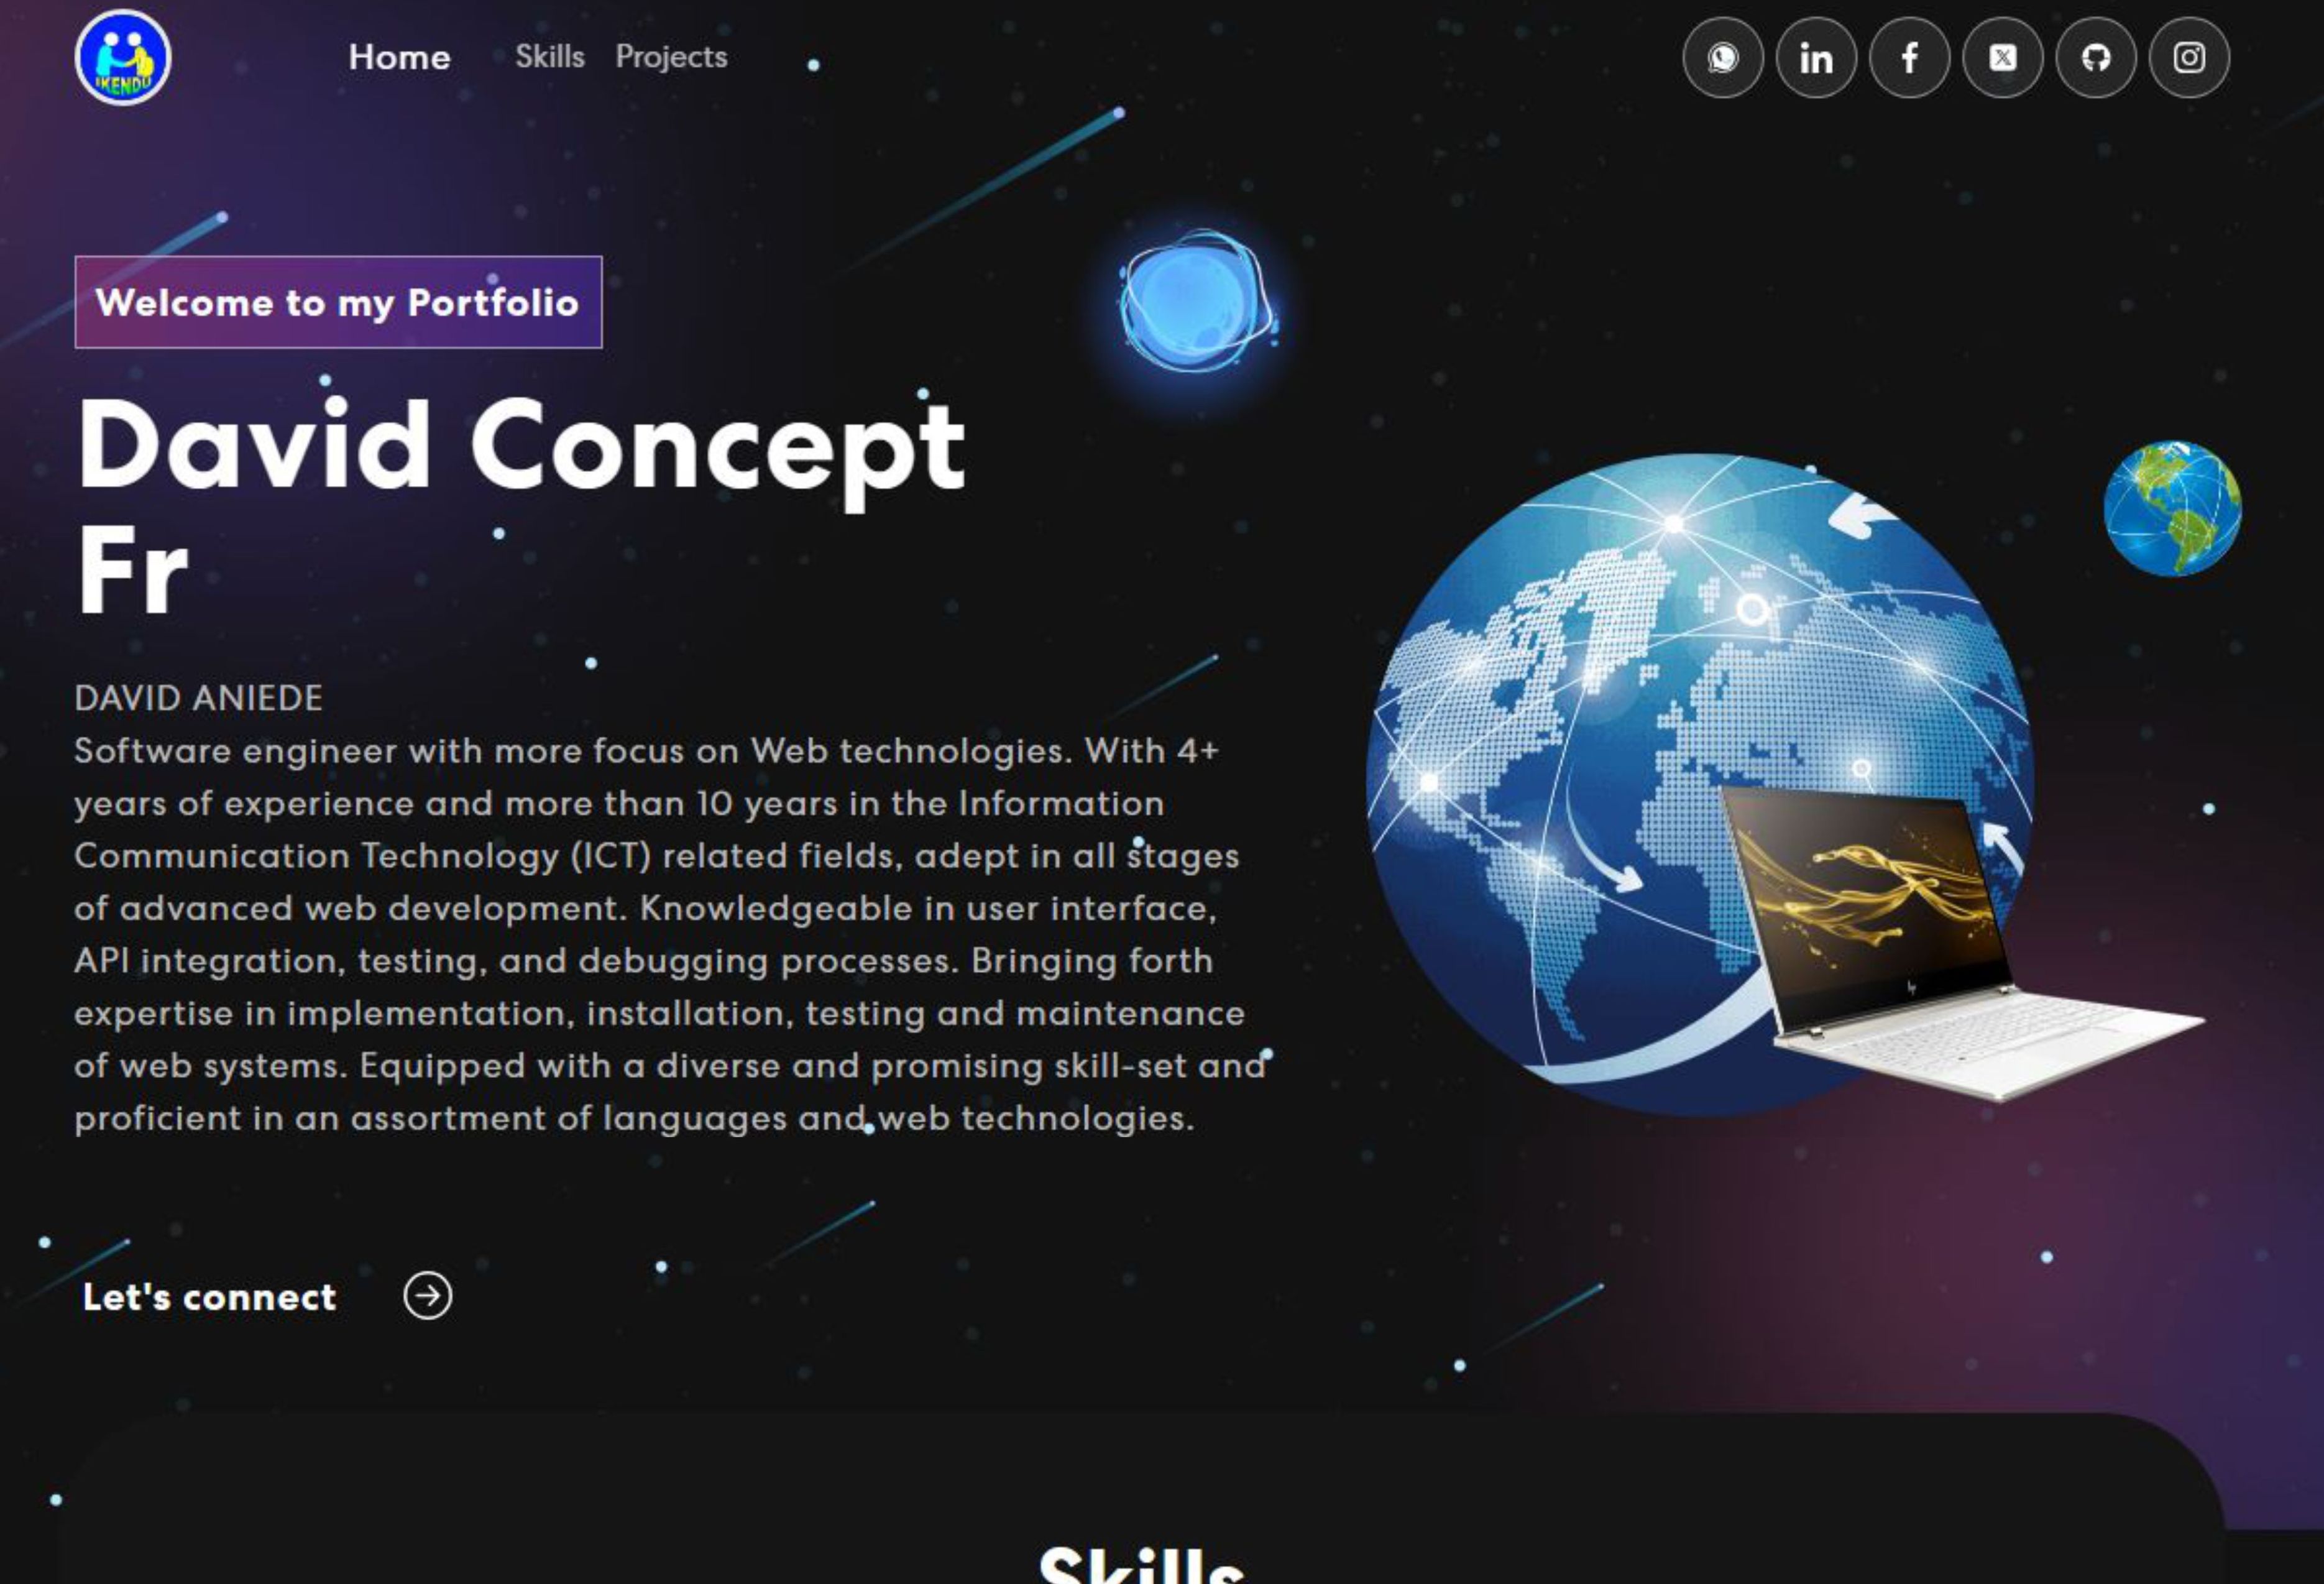 IKENDU
Home Skills Projects
Welcome to my Portfolio
David Concept
Fr
DAVID ANIEDE
Software engineer with more focus on Web technologies. With 4+
years of experience and more than 10 years in the Information
Communication Technology (ICT) related fields, adept in all stages
of advanced web development. Knowledgeable in user interface,
API integration, testing, and debugging processes. Bringing forth
expertise in implementation, installation, testing and maintenance
of web systems. Equipped with a diverse and promising skill-set and
proficient in an assortment of languages and web technologies.
Let's connect
Skills